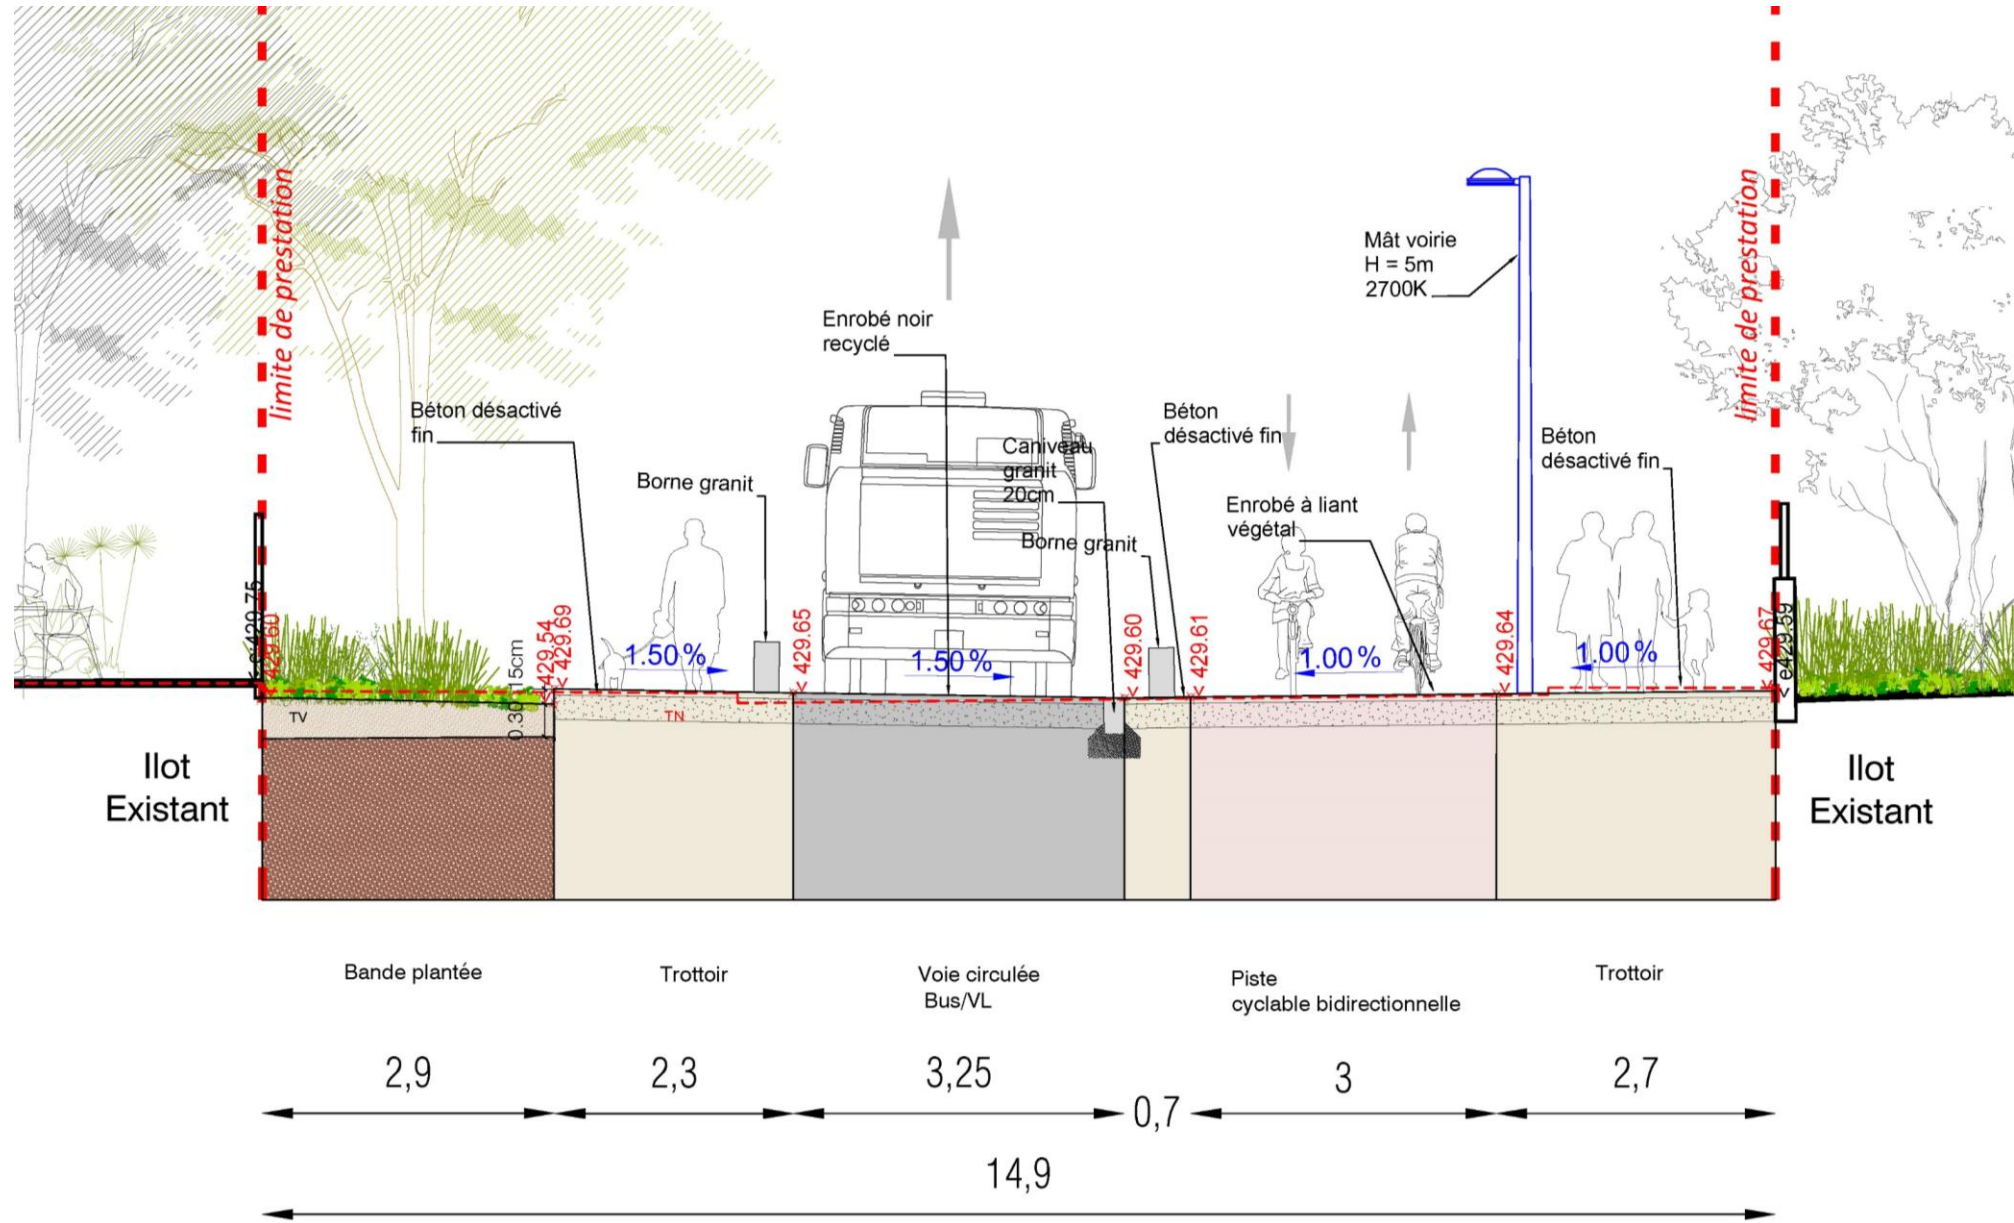 limite de prestation
limite de prestation
Mât voirie
H = 5m
2700K
Enrobé noir
recyclé
Béton désactivé
fin
Béton
désactivé fin
Caniveau
granit
20cm
Béton
désactivé fin
Borne granit
Enrobé à liant
végétal
Borne granit
429.60
15cm
0.30
< 429.54
< 429.69
1.50 %
< 429.65
1.50 %
< 429.60
< 429.61
1.00 %
< 429.64
1.00 %
< 429.67
< e429.59
TV
TN
Ilot
Existant
Ilot
Existant
Bande plantée
Trottoir
Voie circulée
Bus/VL
Piste
cyclable bidirectionnelle
Trottoir
2,9
2,3
3,25
0,7
3
2,7
14,9